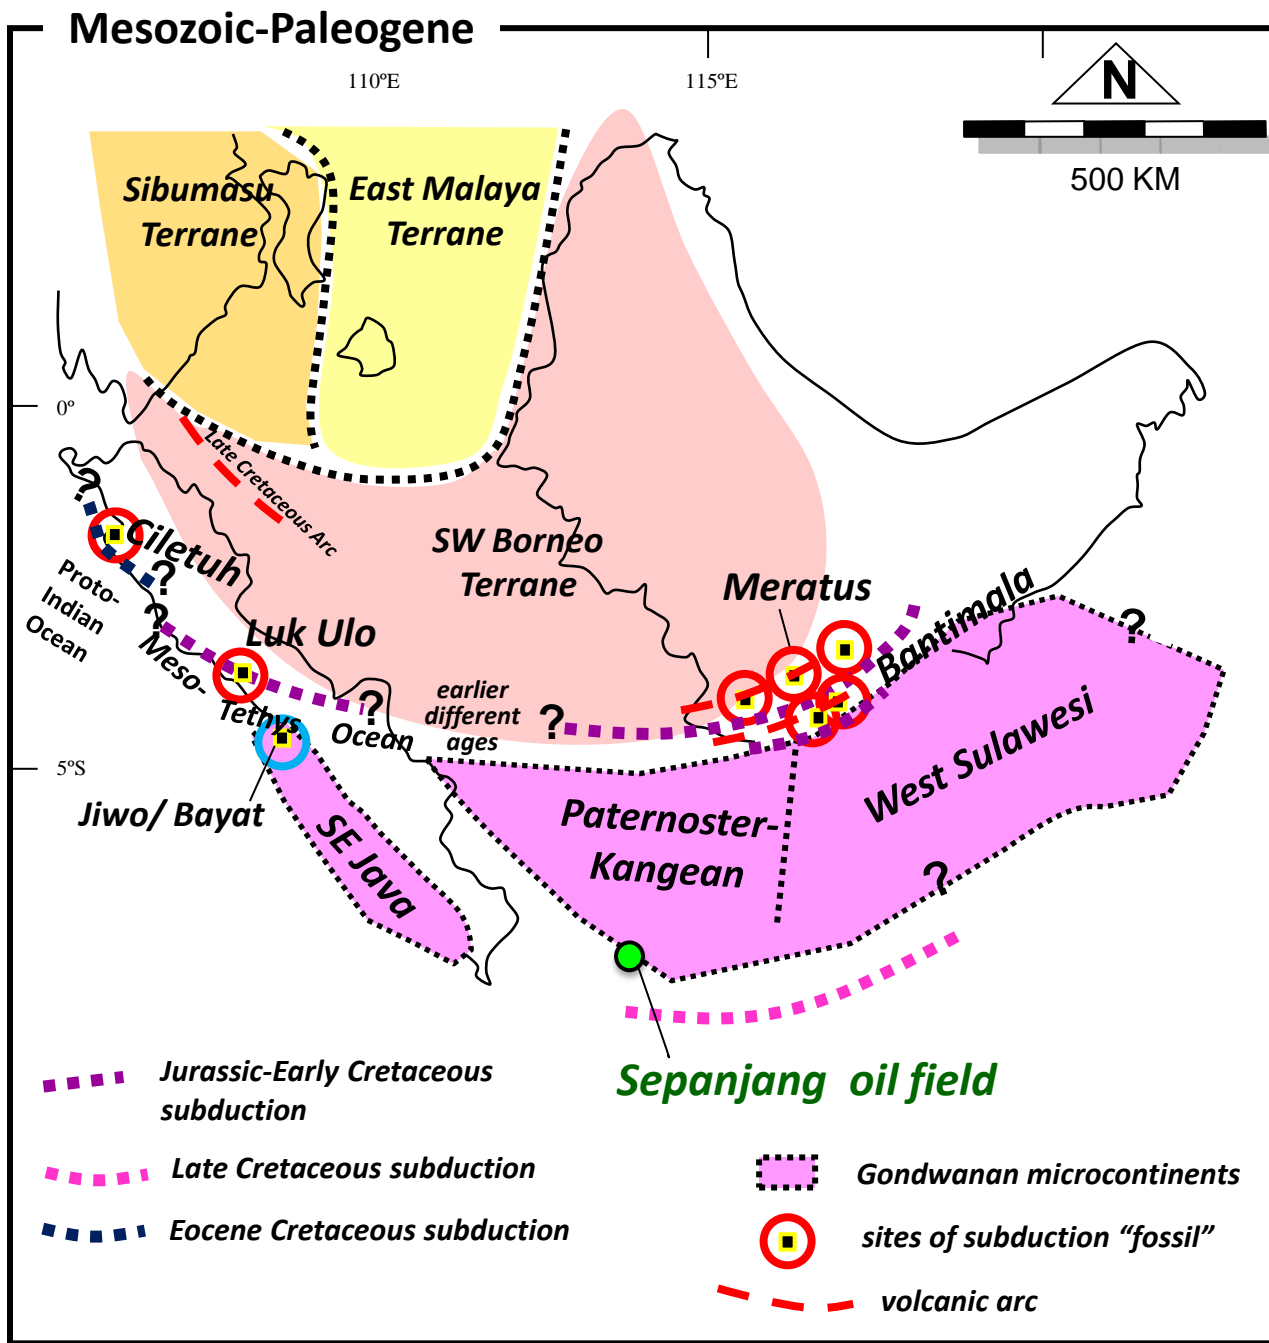 Mesozoic-Paleogene
110ºE
115ºE
N
500 KM
Sibumasu
Terrane
East Malaya
Terrane
0º
Late Cretaceous Arc
?
Ciletuh
?
SW Borneo
Terrane
Proto-
Indian
Ocean
?
Meso-
Tethys
Ocean
Luk Ulo
?
earlier
different
ages
?
Meratus
Bantimala
?
5ºS
Jiwo/ Bayat
SE Java
Paternoster-
Kangean
West Sulawesi
?
Sepanjang oil field
Jurassic-Early Cretaceous
subduction
Late Cretaceous subduction
Eocene Cretaceous subduction
Gondwanan microcontinents
sites of subduction “fossil”
volcanic arc